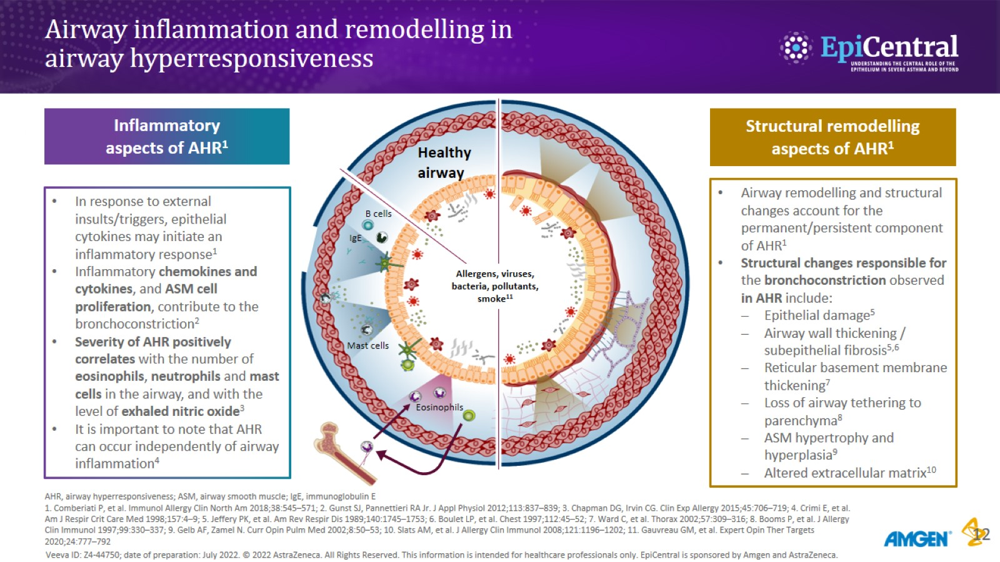 Airway inflammation and remodelling in
airway hyperresponsiveness
EpiCentral
UNDERSTANDING THE CENTRAL ROLE OF THE
EPITHELIUM IN SEVERE ASTHMA AND BEYOND
Inflammatory
aspects of AHR¹
• In response to external
insults/triggers, epithelial
cytokines may initiate an
inflammatory response¹
• Inflammatory chemokines and
cytokines, and ASM cell
proliferation, contribute to the
bronchoconstriction²
• Severity of AHR positively
correlates with the number of
eosinophils, neutrophils and mast
cells in the airway, and with the
level of exhaled nitric oxide³
• It is important to note that AHR
can occur independently of airway
inflammation⁴
Healthy
airway
B cells
IgE
Allergens, viruses,
bacteria, pollutants,
smoke¹¹
Mast cells
Eosinophils
Structural remodelling
aspects of AHR¹
• Airway remodelling and structural
changes account for the
permanent/persistent component
of AHR¹
• Structural changes responsible for
the bronchoconstriction observed
in AHR include:
– Epithelial damage⁵
– Airway wall thickening /
subepithelial fibrosis⁵,⁶
– Reticular basement membrane
thickening⁷
– Loss of airway tethering to
parenchyma⁸
– ASM hypertrophy and
hyperplasia⁹
– Altered extracellular matrix¹⁰
AHR, airway hyperresponsiveness; ASM, airway smooth muscle; IgE, immunoglobulin E
1. Comberiati P, et al. Immunol Allergy Clin North Am 2018;38:545–571; 2. Gunst SJ, Pannettieri RA Jr. J Appl Physiol 2012;113:837–839; 3. Chapman DG, Irvin CG. Clin Exp Allergy 2015;45:706–719; 4. Crimi E, et al.
Am J Respir Crit Care Med 1998;157:4–9; 5. Jeffery PK, et al. Am Rev Respir Dis 1989;140:1745–1753; 6. Boulet LP, et al. Chest 1997;112:45–52; 7. Ward C, et al. Thorax 2002;57:309–316; 8. Booms P, et al. J Allergy
Clin Immunol 1997;99:330–337; 9. Gelb AF, Zamel N. Curr Opin Pulm Med 2002;8:50–53; 10. Slats AM, et al. J Allergy Clin Immunol 2008;121:1196–1202; 11. Gauvreau GM, et al. Expert Opin Ther Targets
2020;24:777–792
Veeva ID: Z4-44750; date of preparation: July 2022. © 2022 AstraZeneca. All Rights Reserved. This information is intended for healthcare professionals only. EpiCentral is sponsored by Amgen and AstraZeneca.
AMGEN®
12